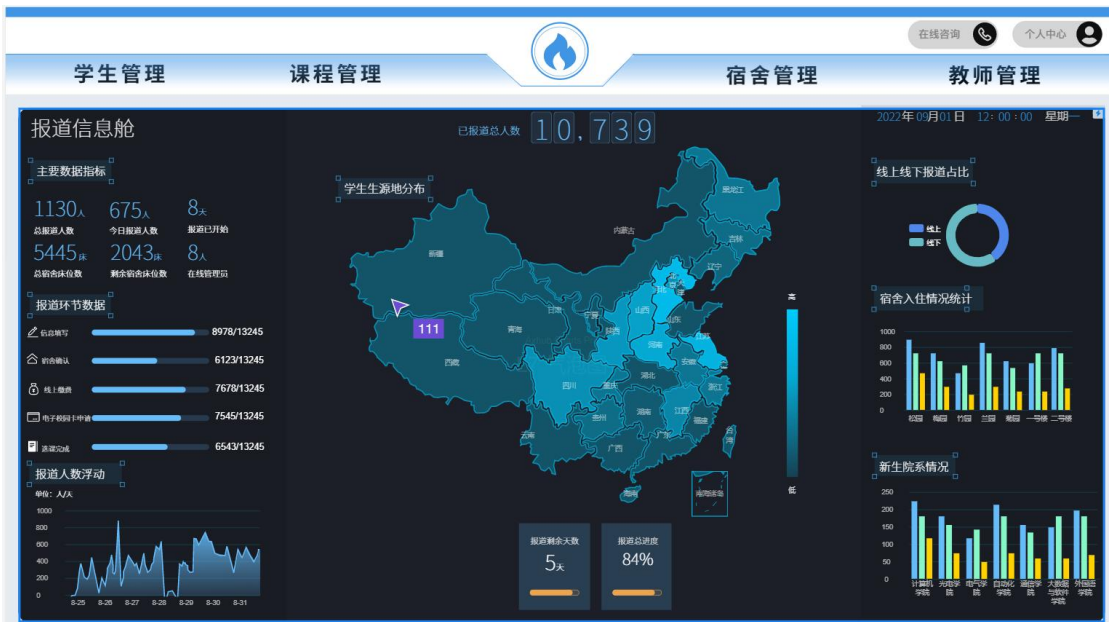 在线咨询
个人中心
学生管理
课程管理
宿舍管理
教师管理
报道信息舱
已报道总人数 10,739
2022年 09月01日 12:00:00 星期一
主要数据指标
1130人
675人
8天
总报道人数
今日报道人数
报道已开始
5445床
2043床
8人
总宿舍床位数
剩余宿舍床位数
在线管理员
报道环节数据
信息填写 8978/13245
宿舍确认 6123/13245
线上缴费 7678/13245
电子校园卡申请 7545/13245
选课完成 6543/13245
报道人数浮动
单位：人/天
1000
800
600
400
200
0
8-25
8-26
8-27
8-28
8-29
8-30
8-31
学生生源地分布
黑龙江
内蒙古
吉林
新疆
辽宁
北京
天津
河北
山西
山东
甘肃
宁夏
青海
陕西
河南
江苏
111
西藏
安徽
湖北
四川
重庆
浙江
湖南
江西
贵州
福建
云南
广西
广东
台湾
海南
南海诸岛
高
低
报道剩余天数
5天
报道总进度
84%
线上线下报道占比
线上
线下
宿舍入住情况统计
1000
800
600
400
200
0
松园
梅园
竹园
兰园
菊园
一号楼
二号楼
新生院系情况
250
200
150
100
50
0
计算机学院
光电学院
电气学院
自动化学院
通信学院
大数据与软件学院
外国语学院